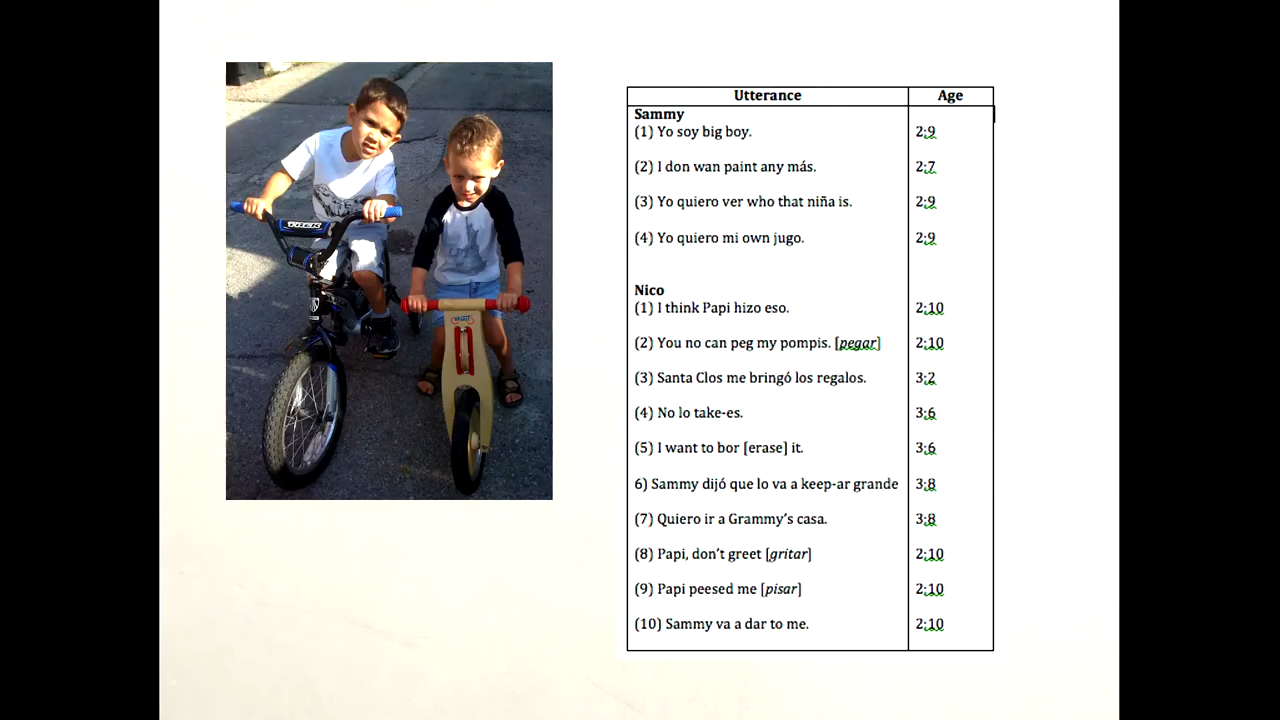 Utterance Age
Sammy
(1) Yo soy big boy. 2:9
(2) I don wan paint any más. 2:7
(3) Yo quiero ver who that niña is. 2:9
(4) Yo quiero mi own jugo. 2:9
Nico
(1) I think Papi hizo eso. 2:10
(2) You no can peg my pompis. [pegar] 2:10
(3) Santa Clos me bringó los regalos. 3:2
(4) No lo take-es. 3:6
(5) I want to bor [erase] it. 3:6
6) Sammy dijó que lo va a keep-ar grande 3:8
(7) Quiero ir a Grammy's casa. 3:8
(8) Papi, don't greet [gritar] 2:10
(9) Papi peesed me [pisar] 2:10
(10) Sammy va a dar to me. 2:10
TREK